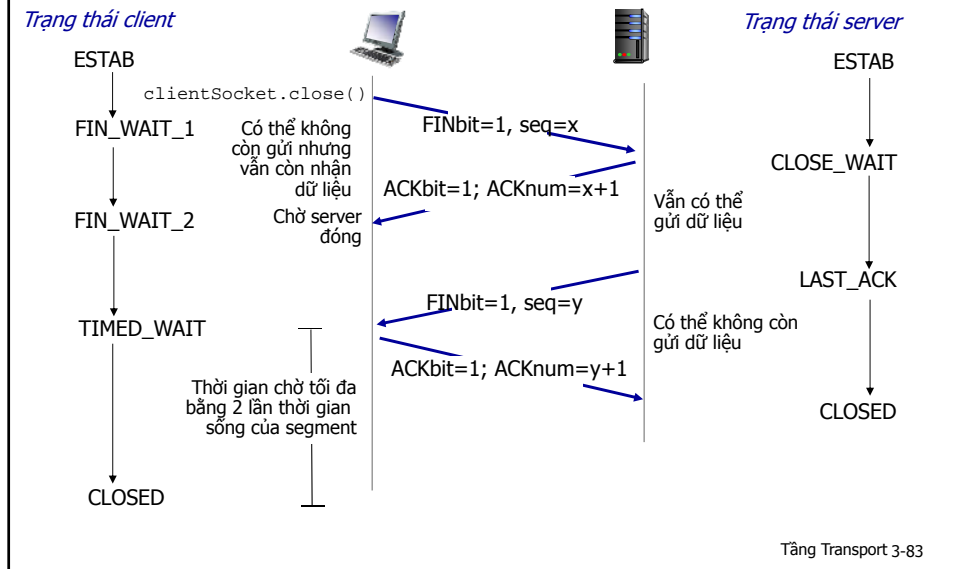 Trạng thái client
Trạng thái server
ESTAB
ESTAB
clientSocket.close()
FIN_WAIT_1
Có thể không
còn gửi nhưng
vẫn còn nhận
dữ liệu
FINbit=1, seq=x
CLOSE_WAIT
ACKbit=1; ACKnum=x+1
Vẫn có thể
gửi dữ liệu
FIN_WAIT_2
Chờ server
đóng
LAST_ACK
FINbit=1, seq=y
TIMED_WAIT
Có thể không còn
gửi dữ liệu
ACKbit=1; ACKnum=y+1
Thời gian chờ tối đa
bằng 2 lần thời gian
sống của segment
CLOSED
CLOSED
Tầng Transport 3-83